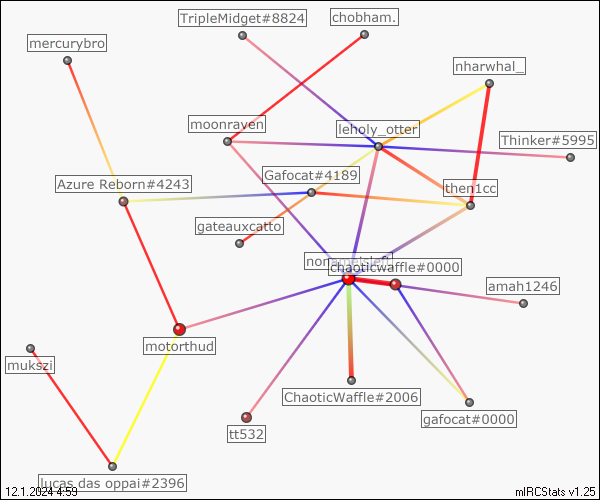 TripleMidget#8824
chobham.
mercurybro
nharwhal_
moonraven
leholy_otter
Thinker#5995
Gafocat#4189
Azure Reborn#4243
then1cc
gateauxcatto
chaoticwaffle#0000
amah1246
motorthud
mukszi
ChaoticWaffle#2006
gafocat#0000
tt532
lucas das oppai#2396
12.1.2024 4:59
mIRCStats v1.25